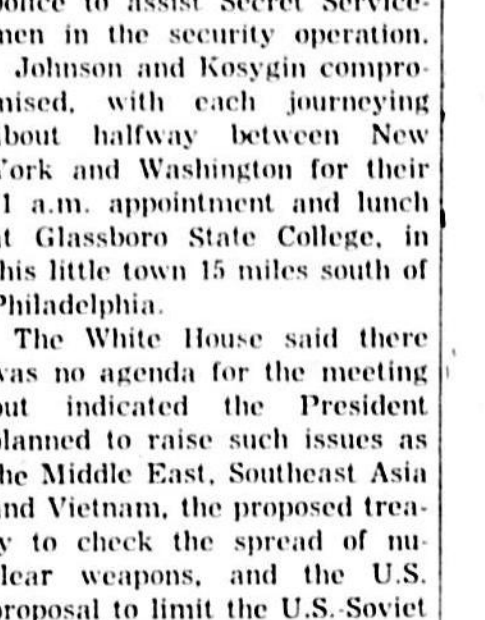 police to assist Secret Service-
men in the security operation.
Johnson and Kosygin compro-
mised, with each journeying
about halfway between New
York and Washington for their
1 a.m. appointment and lunch
at Glassboro State College, in
this little town 15 miles south of
Philadelphia.
The White House said there
was no agenda for the meeting
but indicated the President
planned to raise such issues as
the Middle East, Southeast Asia
and Vietnam, the proposed trea-
ty to check the spread of nu-
clear weapons, and the U.S.
proposal to limit the U.S.-Soviet